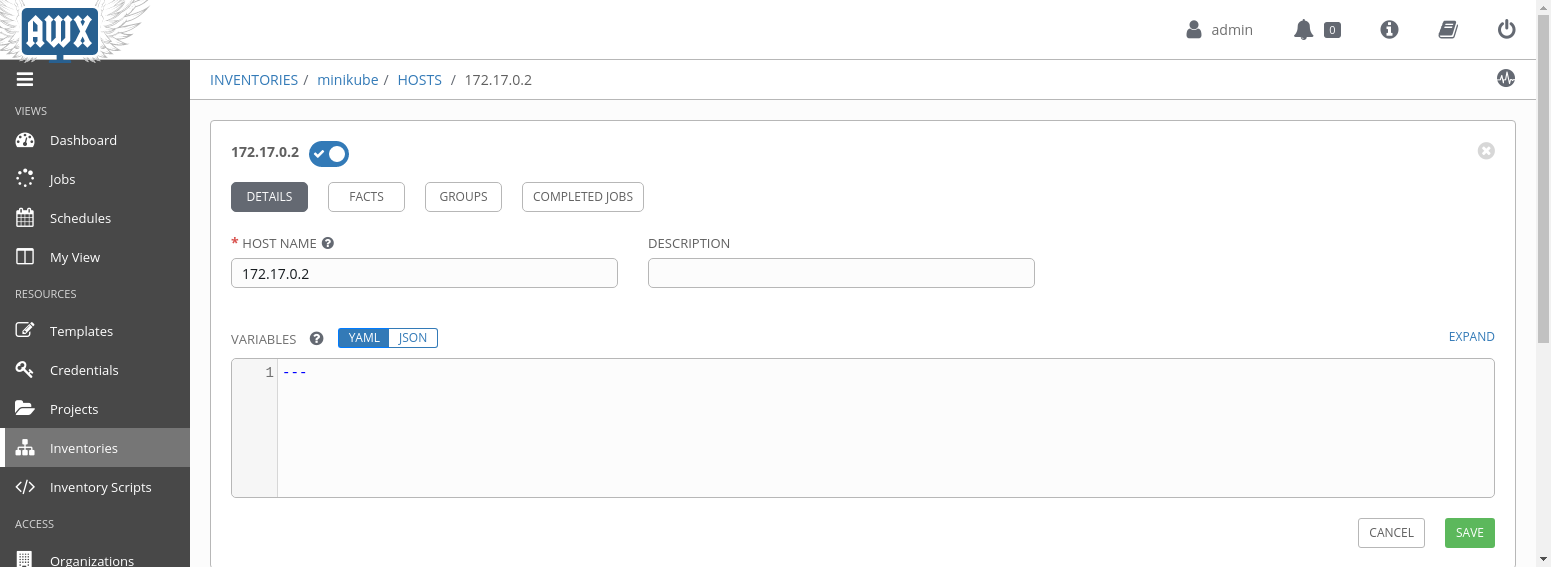 AWX
admin
0
INVENTORIES / minikube / HOSTS / 172.17.0.2
VIEWS
Dashboard
Jobs
Schedules
My View
RESOURCES
Templates
Credentials
Projects
Inventories
Inventory Scripts
ACCESS
Organizations
172.17.0.2
DETAILS FACTS GROUPS COMPLETED JOBS
* HOST NAME ? DESCRIPTION
172.17.0.2
VARIABLES ? YAML JSON EXPAND
1 ---
CANCEL SAVE